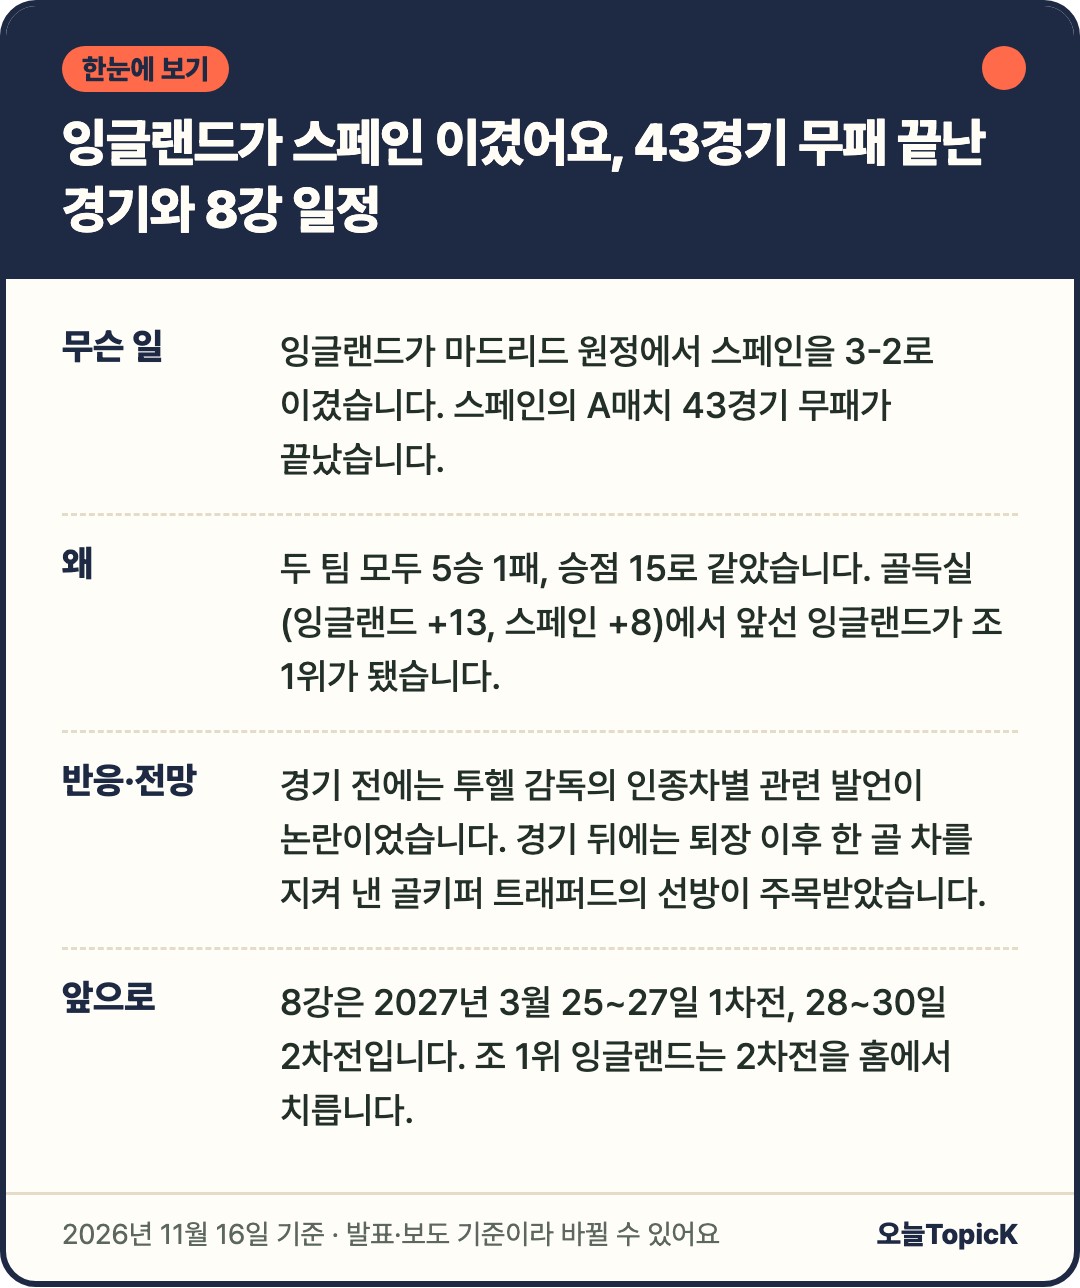 한눈에 보기
잉글랜드가 스페인 이겼어요, 43경기 무패 끝난
경기와 8강 일정
무슨 일
잉글랜드가 마드리드 원정에서 스페인을 3-2로
이겼습니다. 스페인의 A매치 43경기 무패가
끝났습니다.
왜
두 팀 모두 5승 1패, 승점 15로 같았습니다. 골득실
(잉글랜드 +13, 스페인 +8)에서 앞선 잉글랜드가 조
1위가 됐습니다.
반응·전망
경기 전에는 투헬 감독의 인종차별 관련 발언이
논란이었습니다. 경기 뒤에는 퇴장 이후 한 골 차를
지켜 낸 골키퍼 트래퍼드의 선방이 주목받았습니다.
앞으로
8강은 2027년 3월 25~27일 1차전, 28~30일
2차전입니다. 조 1위 잉글랜드는 2차전을 홈에서
치릅니다.
2026년 11월 16일 기준 · 발표·보도 기준이라 바뀔 수 있어요
오늘TopicK